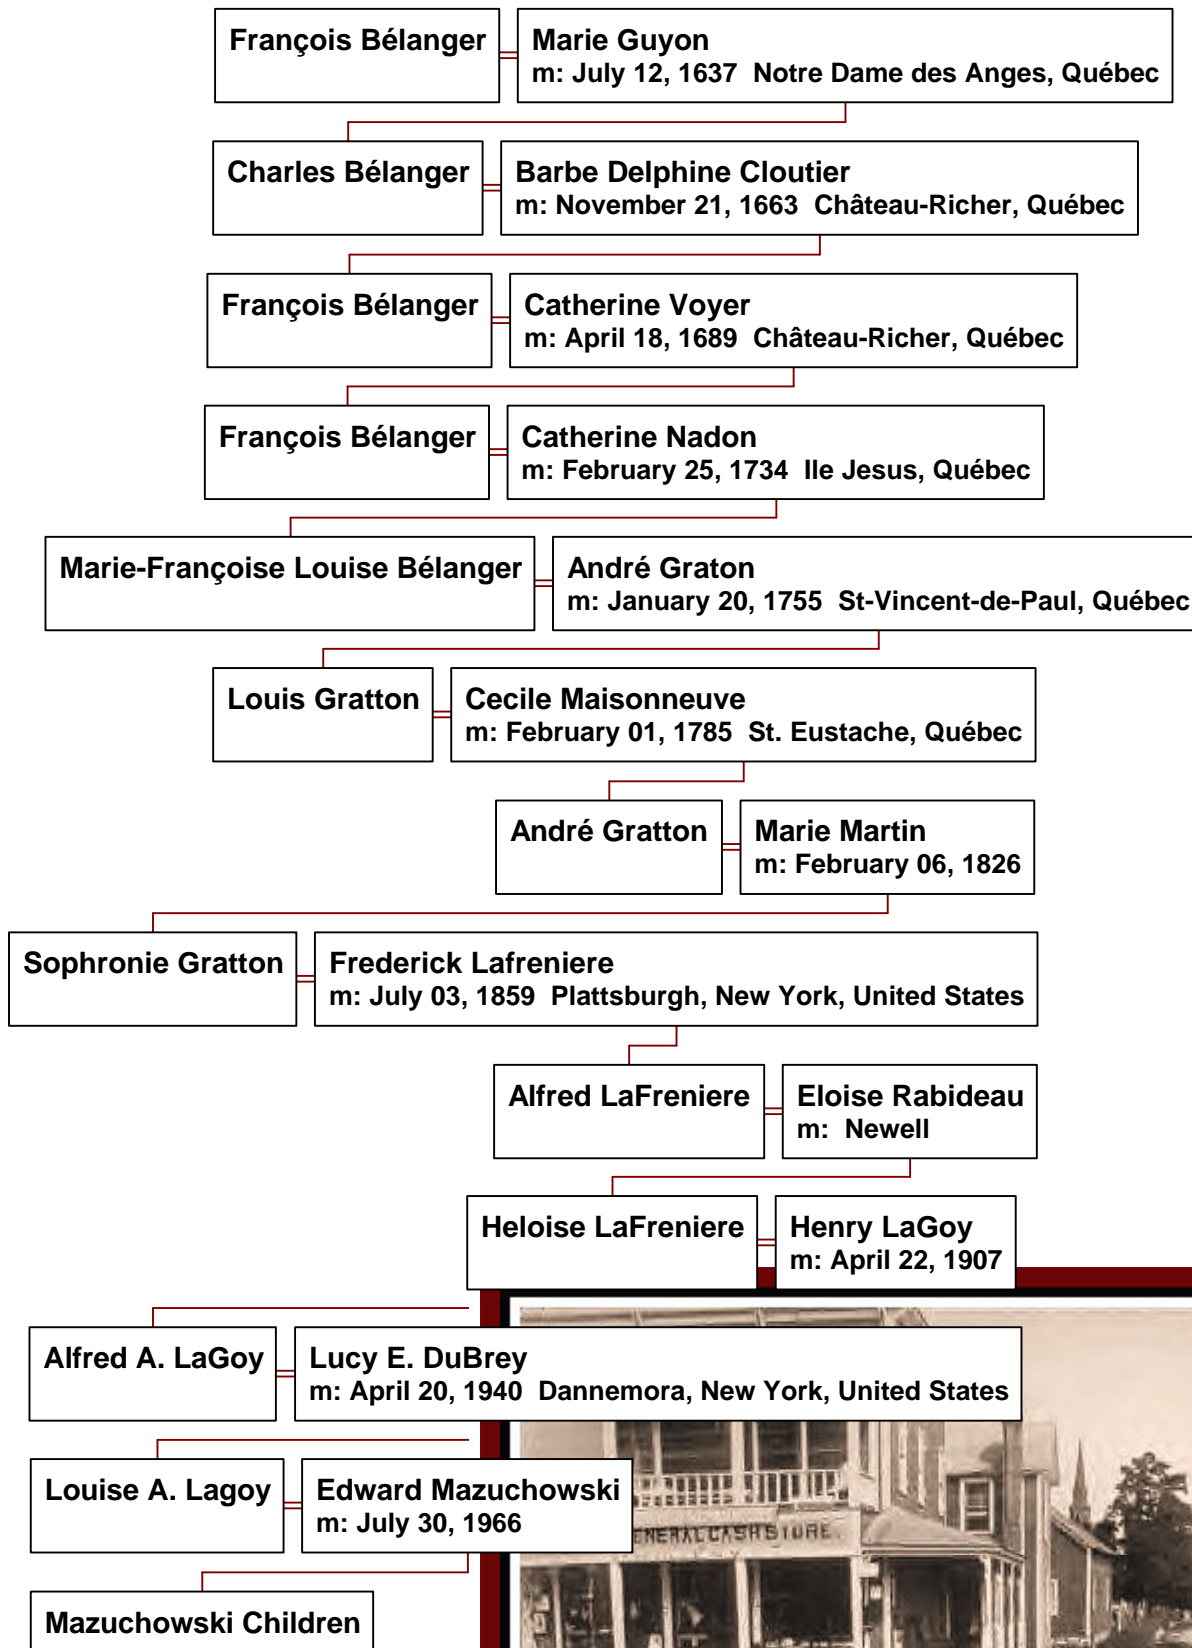 François Bélanger
Marie Guyon
m: July 12, 1637  Notre Dame des Anges, Québec
Charles Bélanger
Barbe Delphine Cloutier
m: November 21, 1663  Château-Richer, Québec
François Bélanger
Catherine Voyer
m: April 18, 1689  Château-Richer, Québec
François Bélanger
Catherine Nadon
m: February 25, 1734  Ile Jesus, Québec
Marie-Françoise Louise Bélanger
André Graton
m: January 20, 1755  St-Vincent-de-Paul, Québec
Louis Gratton
Cecile Maisonneuve
m: February 01, 1785  St. Eustache, Québec
André Gratton
Marie Martin
m: February 06, 1826
Sophronie Gratton
Frederick Lafreniere
m: July 03, 1859  Plattsburgh, New York, United States
Alfred LaFreniere
Eloise Rabideau
m:  Newell
Heloise LaFreniere
Henry LaGoy
m: April 22, 1907
Alfred A. LaGoy
Lucy E. DuBrey
m: April 20, 1940  Dannemora, New York, United States
Louise A. Lagoy
Edward Mazuchowski
m: July 30, 1966
ENERAL CASH STORE.
Mazuchowski Children